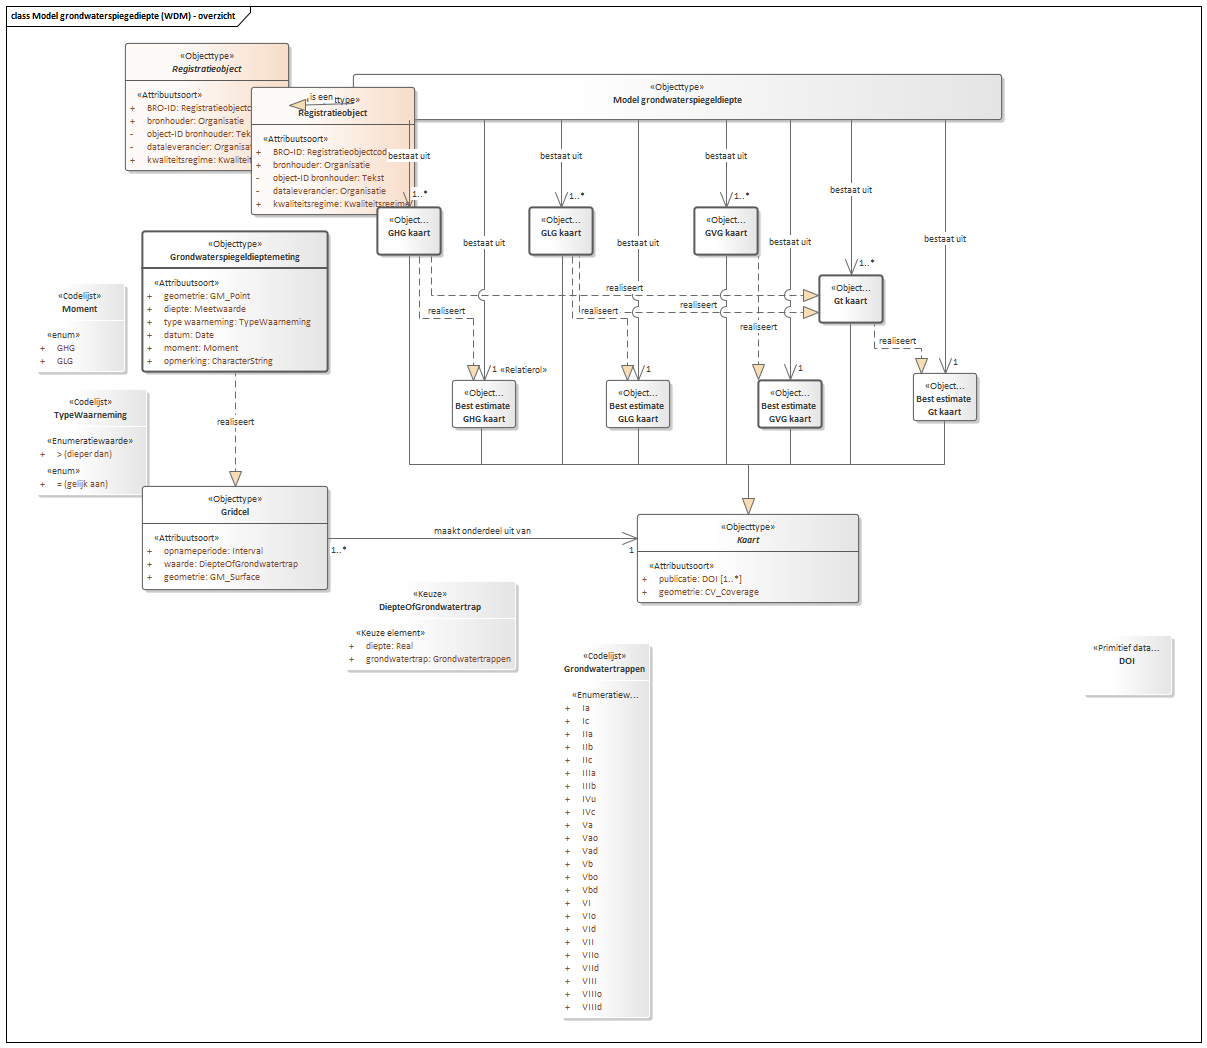 class Model grondwaterspiegediepte (WDM) - overzicht
«Objecttype»
Registratieobject
«Attribuutsoort»
+ BRO-ID: Registratieobjectc
+ bronhouder: Organisatie
- object-ID bronhouder: Tek
- dataleverancier: Organisat
+ kwaliteitsregime: Kwaliteit
is een
ttype»
Registratieobject
«Attribuutsoort»
+ BRO-ID: Registratieobjectcod
+ bronhouder: Organisatie
- object-ID bronhouder: Tekst
- dataleverancier: Organisatie
+ kwaliteitsregime: Kwaliteitsregime
«Objecttype»
Model grondwaterspiegeldiepte
bestaat uit
bestaat uit
bestaat uit
bestaat uit
1..*
1..*
1..*
«Object...
GHG kaart
«Object...
GLG kaart
«Object...
GVG kaart
bestaat uit
bestaat uit
bestaat uit
bestaat uit
1..*
«Object...
Gt kaart
realiseert
realiseert
realiseert
realiseert
realiseert
realiseert
1
«Relatierol»
1
1
1
«Object...
Best estimate
GHG kaart
«Object...
Best estimate
GLG kaart
«Object...
Best estimate
GVG kaart
«Object...
Best estimate
Gt kaart
«Objecttype»
Grondwaterspiegeldieptemeting
«Attribuutsoort»
+ geometrie: GM_Point
+ diepte: Meetwaarde
+ type waarneming: TypeWaarneming
+ datum: Date
+ moment: Moment
+ opmerking: CharacterString
«Codelijst»
Moment
«enum»
+ GHG
+ GLG
«Codelijst»
TypeWaarneming
«Enumeratiewaarde»
+ > (dieper dan)
«enum»
+ = (gelijk aan)
realiseert
«Objecttype»
Gridcel
«Attribuutsoort»
+ opnameperiode: Interval
+ waarde: DiepteOfGrondwatertrap
+ geometrie: GM_Surface
maakt onderdeel uit van
1..*
1
«Objecttype»
Kaart
«Attribuutsoort»
+ publicatie: DOI [1..*]
+ geometrie: CV_Coverage
«Keuze»
DiepteOfGrondwatertrap
«Keuze element»
+ diepte: Real
+ grondwatertrap: Grondwatertrappen
«Codelijst»
Grondwatertrappen
«Enumeratiew...
+ Ia
+ Ic
+ IIa
+ IIb
+ IIc
+ IIIa
+ IIIb
+ IVu
+ IVc
+ Va
+ Vao
+ Vad
+ Vb
+ Vbo
+ Vbd
+ VI
+ VIo
+ VId
+ VII
+ VIIo
+ VIId
+ VIII
+ VIIIo
+ VIIId
«Primitief data...
DOI